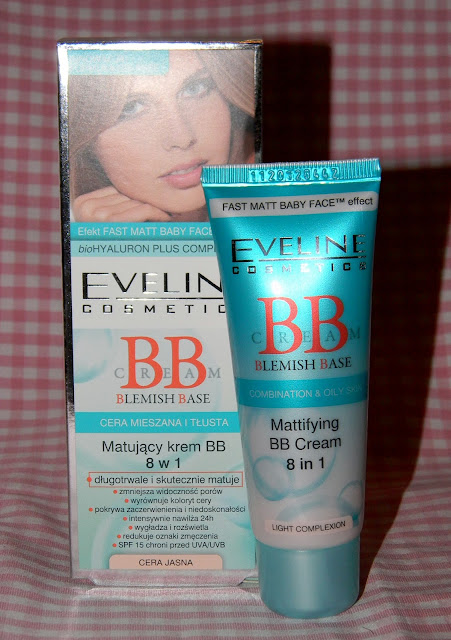 Efekt FAST MATT BABY FACE
bioHYALURON PLUS COMP
EVELINE
COSMETIC
BB
CREAM
BLEMISH BASE
CERA MIESZANA I TŁUSTA
Matujący krem BB
8 w 1
• długotrwale i skutecznie matuje
• zmniejsza widoczność porów
• wyrównuje koloryt cery
• pokrywa zaczerwienienia i niedoskonałości
• intensywnie nawilża 24h
• wygładza i rozświetla
• redukuje oznaki zmęczenia
• SPF 15 chroni przed UVA/UVB
CERA JASNA
FAST MATT BABY FACE™ effect
EVELINE
COSMETICS
BB
CREAM
BLEMISH BASE
COMBINATION & OILY SKIN
Mattifying
BB Cream
8 in 1
LIGHT COMPLEXION